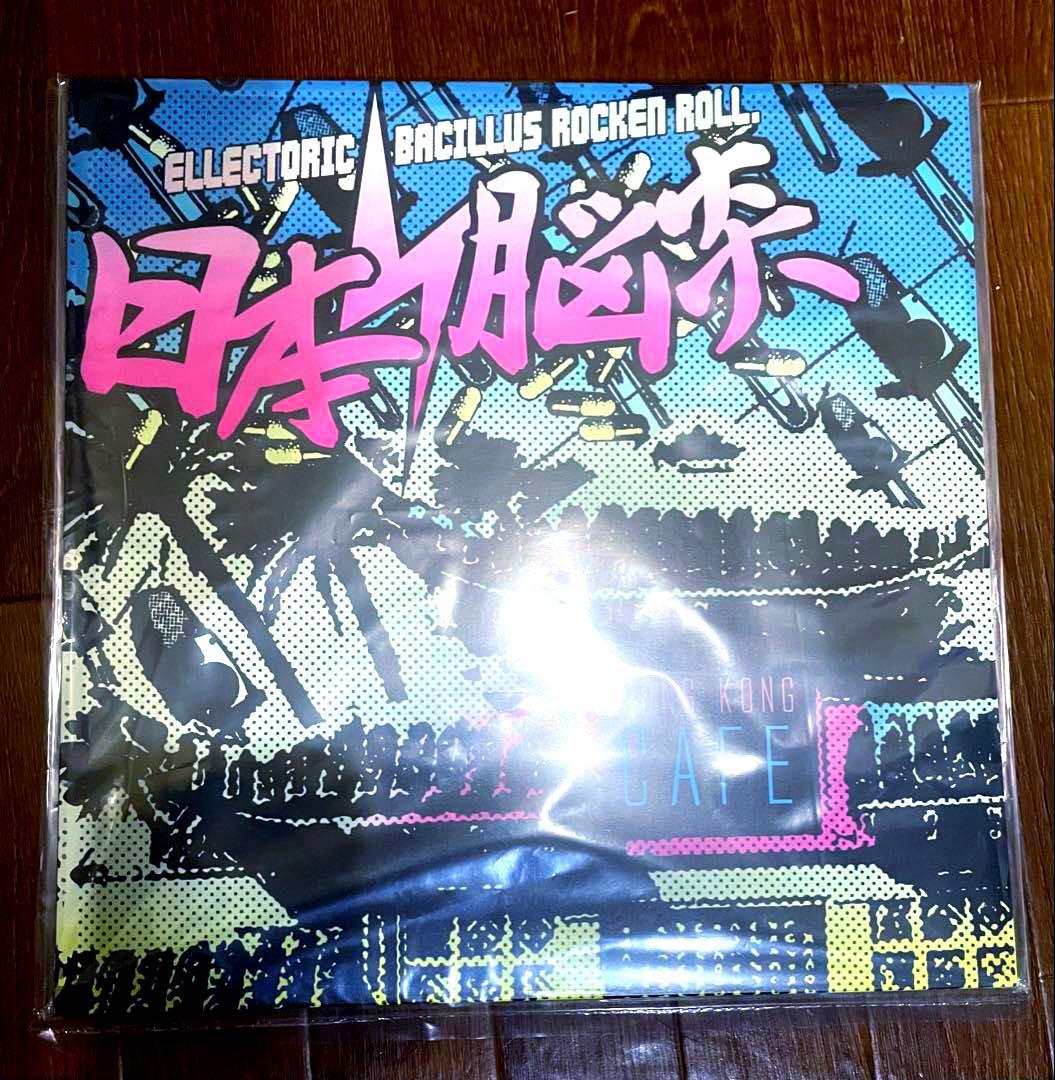 ELLECTORIC BACILLUS ROCKEN ROLL.
日本脳炎
KONG
CAFE